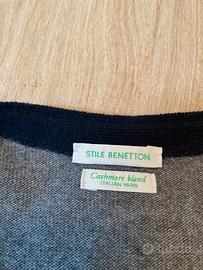 STILE BENETTON.
Cashmere blend
ITALIAN YARN